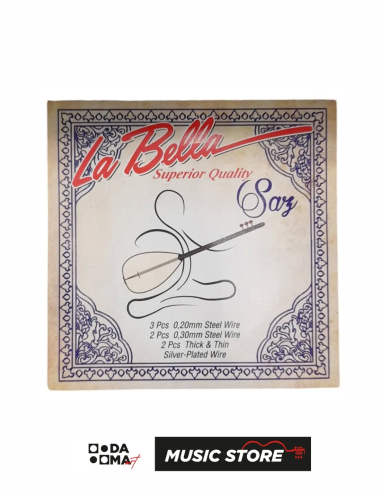 La Bella
Superior Quality
Saz
3 Pcs 0,20mm Steel Wire
2 Pcs 0,30mm Steel Wire
2 Pcs Thick & Thin
Silver-Plated Wire
DA
MArt
MUSIC STORE